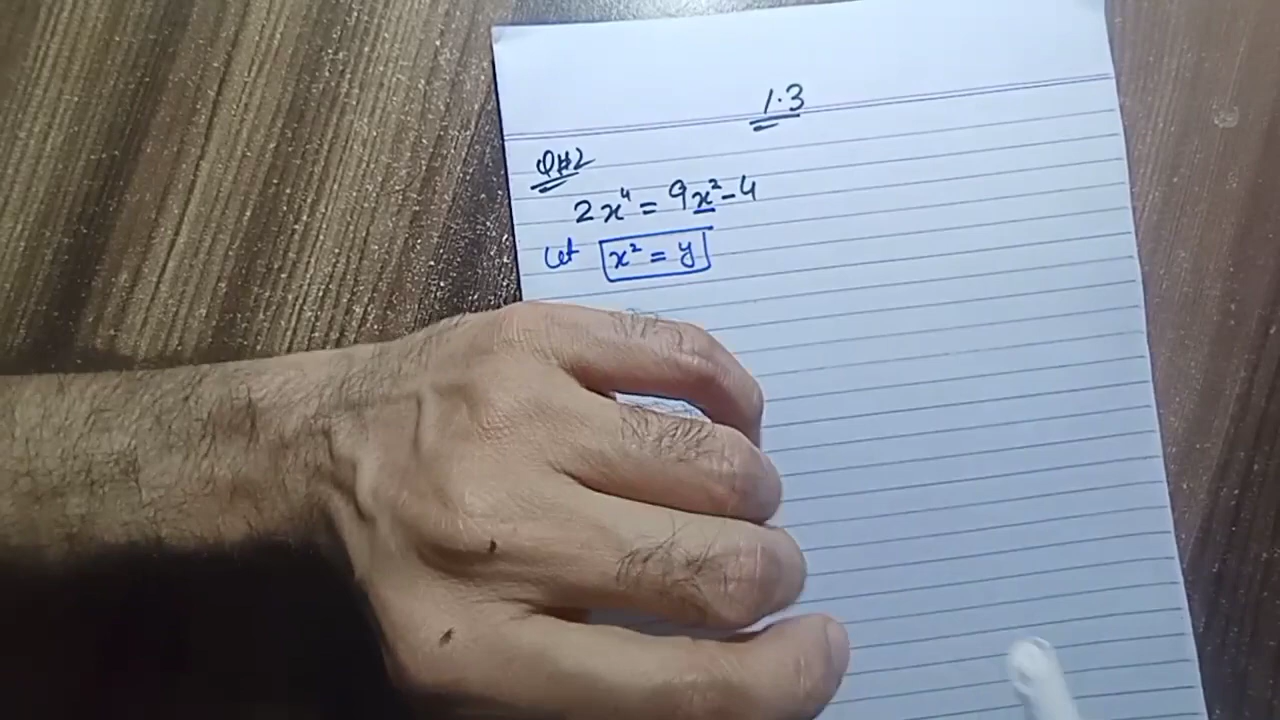 1.3
Q#2
2x⁴ = 9x² - 4
let x² = y